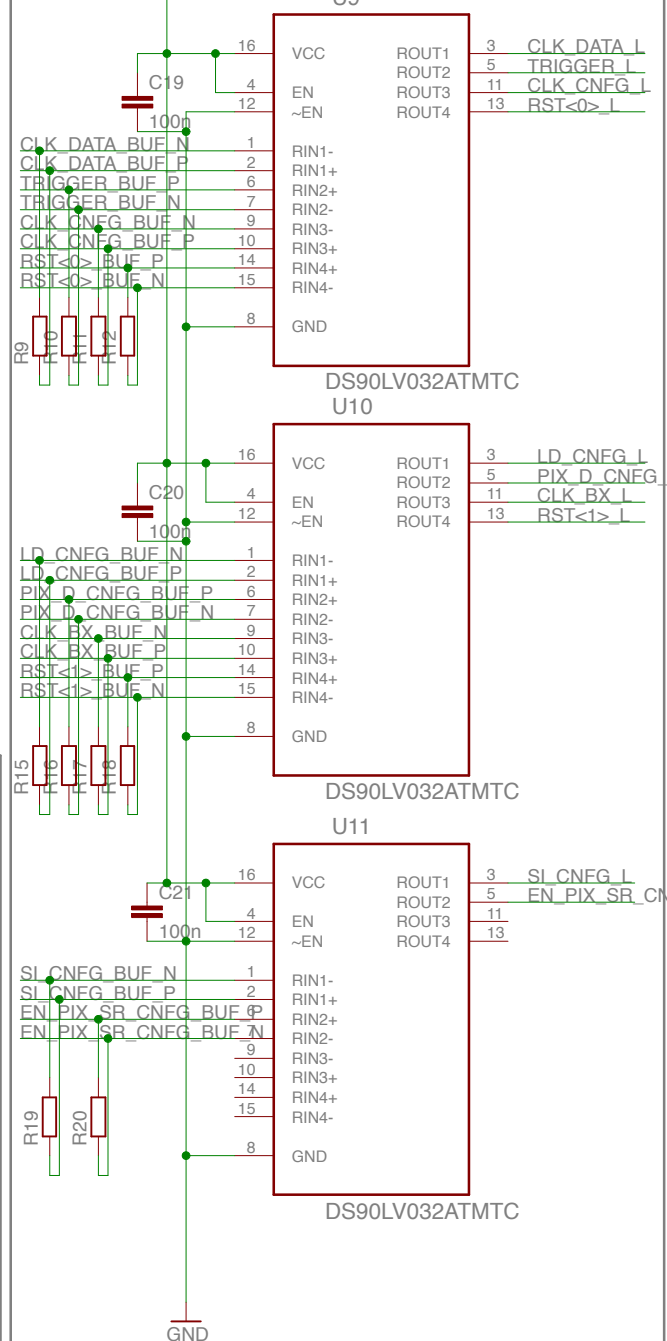 16 VCC ROUT1 3 CLK_DATA_L
ROUT2 5 TRIGGER_L
C19 4 EN ROUT3 11 CLK_CNFG_L
100n 12 ~EN ROUT4 13 RST<0>_L
CLK_DATA_BUF_N 1 RIN1-
CLK_DATA_BUF_P 2 RIN1+
TRIGGER_BUF_P 6 RIN2+
TRIGGER_BUF_N 7 RIN2-
CLK_CNFG_BUF_N 9 RIN3-
CLK_CNFG_BUF_P 10 RIN3+
RST<0>_BUF_P 14 RIN4+
RST<0>_BUF_N 15 RIN4-
8 GND
R9 R10 R11 R12
DS90LV032ATMTC
U10
16 VCC ROUT1 3 LD_CNFG_L
ROUT2 5 PIX_D_CNFG_
C20 4 EN ROUT3 11 CLK_BX_L
100n 12 ~EN ROUT4 13 RST<1>_L
LD_CNFG_BUF_N 1 RIN1-
LD_CNFG_BUF_P 2 RIN1+
PIX_D_CNFG_BUF_P 6 RIN2+
PIX_D_CNFG_BUF_N 7 RIN2-
CLK_BX_BUF_N 9 RIN3-
CLK_BX_BUF_P 10 RIN3+
RST<1>_BUF_P 14 RIN4+
RST<1>_BUF_N 15 RIN4-
8 GND
R15 R16 R17 R18
DS90LV032ATMTC
U11
16 VCC ROUT1 3 SI_CNFG_L
C21 ROUT2 5 EN_PIX_SR_CN
4 EN ROUT3 11
100n 12 ~EN ROUT4 13
SI_CNFG_BUF_N 1 RIN1-
SI_CNFG_BUF_P 2 RIN1+
EN_PIX_SR_CNFG_BUF_P 6 RIN2+
EN_PIX_SR_CNFG_BUF_N 7 RIN2-
9 RIN3-
10 RIN3+
14 RIN4+
15 RIN4-
R19 R20
8 GND
DS90LV032ATMTC
GND